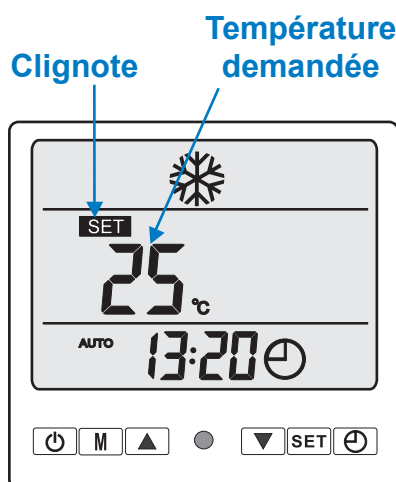 Température
Clignote demandée
SET
25 °C
AUTO 13:20
M SET